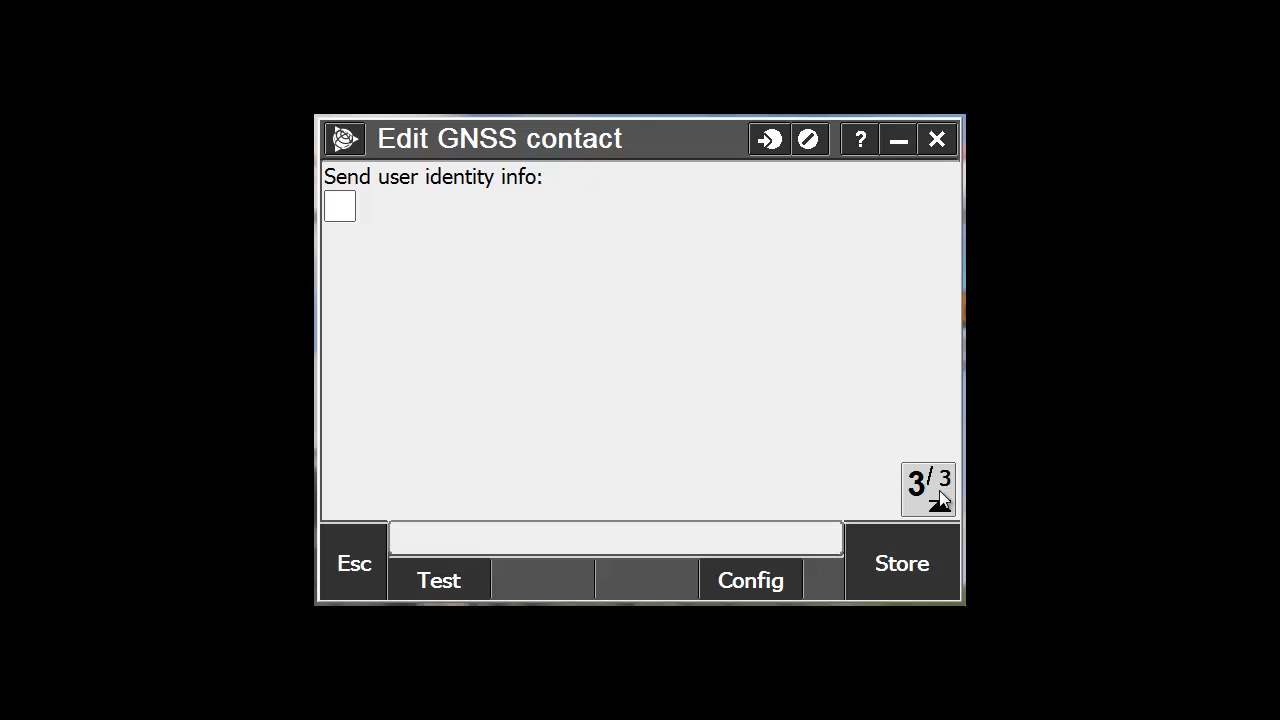 Edit GNSS contact
?
Send user identity info:
3/3
Esc
Test
Config
Store